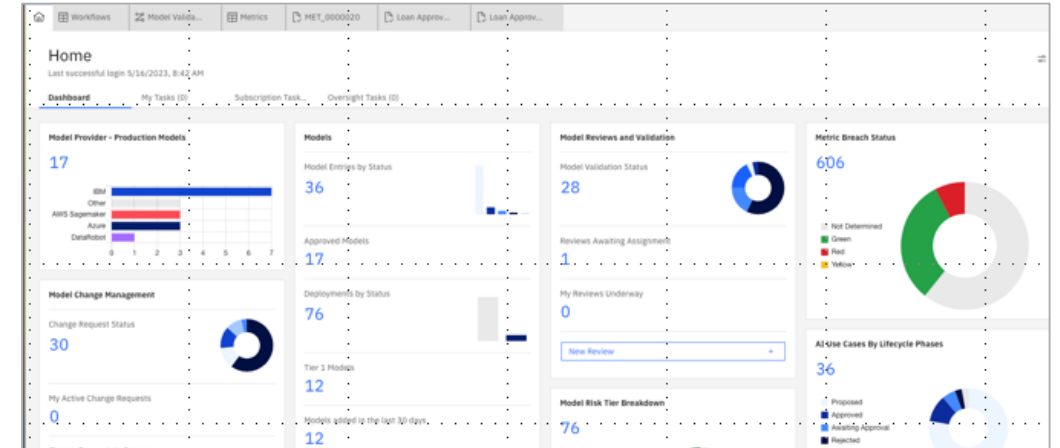 Workflows
Model Valida...
Metrics
MET_0000020
Loan Approv...
Loan Approv...
Home
Last successful login 5/16/2023, 8:42 AM
Dashboard
My Tasks (0)
Subscription Task...
Oversight Tasks (0)
Model Provider - Production Models
17
IBM
Other
AWS Sagemaker
Azure
DataRobot
0 1 2 3 4 5 6 7
Model Change Management
Change Request Status
30
My Active Change Requests
0
Models
Model Entries by Status
36
Approved Models
17
Deployments by Status
76
Tier 1 Models
12
Models added in the last 30 days
12
Model Reviews and Validation
Model Validation Status
28
Reviews Awaiting Assignment
1
My Reviews Underway
0
New Review +
Model Risk Tier Breakdown
76
Metric Breach Status
606
Not Determined
Green
Red
Yellow
AI Use Cases By Lifecycle Phases
36
Proposed
Approved
Awaiting Approval
Rejected